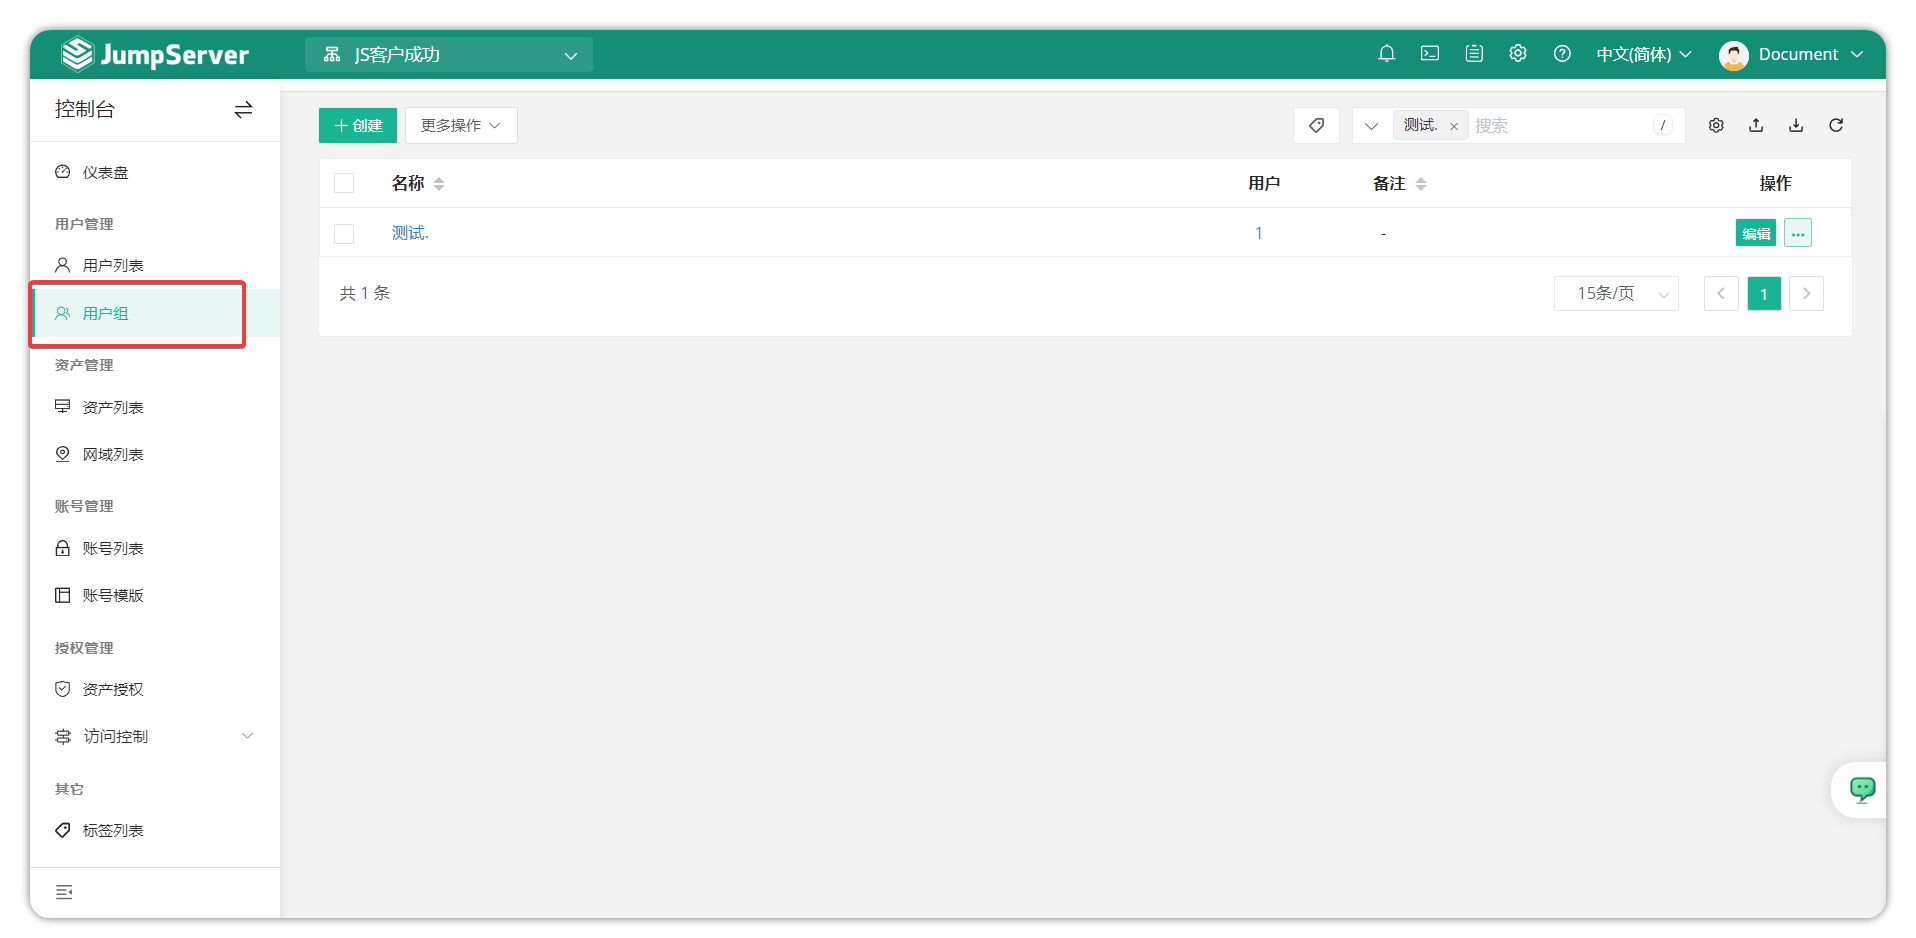 JumpServer
JS客户成功
中文(简体)
Document
控制台
仪表盘
用户管理
用户列表
用户组
资产管理
资产列表
网域列表
账号管理
账号列表
账号模版
授权管理
资产授权
访问控制
其它
标签列表
创建
更多操作
测试. ×
搜索
/
名称
用户
备注
操作
测试.
1
-
编辑
...
共 1 条
15条/页
1